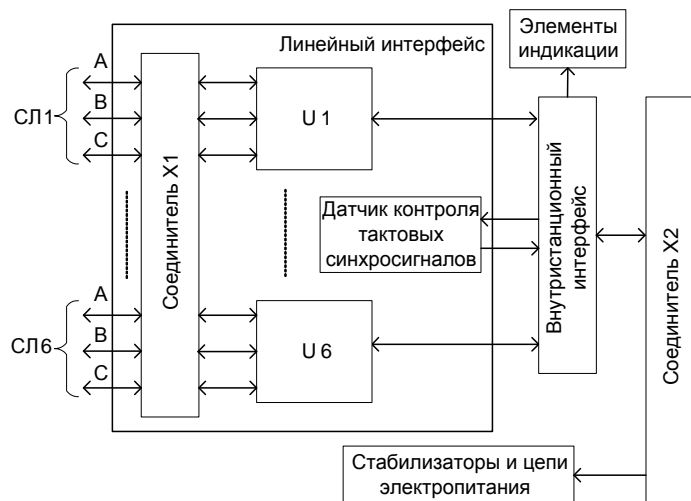 Элементы
индикации
Линейный интерфейс
A
B
C
СЛ1
U 1
Соединитель X1
Датчик контроля
тактовых
синхросигналов
Внутристанционный
интерфейс
Соединитель X2
A
B
C
СЛ6
U 6
Стабилизаторы и цепи
электропитания